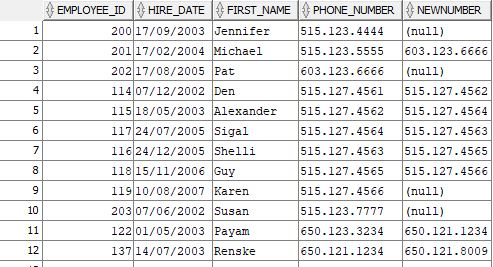 EMPLOYEE_ID HIRE_DATE FIRST_NAME PHONE_NUMBER NEWNUMBER
1 200 17/09/2003 Jennifer 515.123.4444 (null)
2 201 17/02/2004 Michael 515.123.5555 603.123.6666
3 202 17/08/2005 Pat 603.123.6666 (null)
4 114 07/12/2002 Den 515.127.4561 515.127.4562
5 115 18/05/2003 Alexander 515.127.4562 515.127.4564
6 117 24/07/2005 Sigal 515.127.4564 515.127.4563
7 116 24/12/2005 Shelli 515.127.4563 515.127.4565
8 118 15/11/2006 Guy 515.127.4565 515.127.4566
9 119 10/08/2007 Karen 515.127.4566 (null)
10 203 07/06/2002 Susan 515.123.7777 (null)
11 122 01/05/2003 Payam 650.123.3234 650.121.1234
12 137 14/07/2003 Renske 650.121.1234 650.121.8009